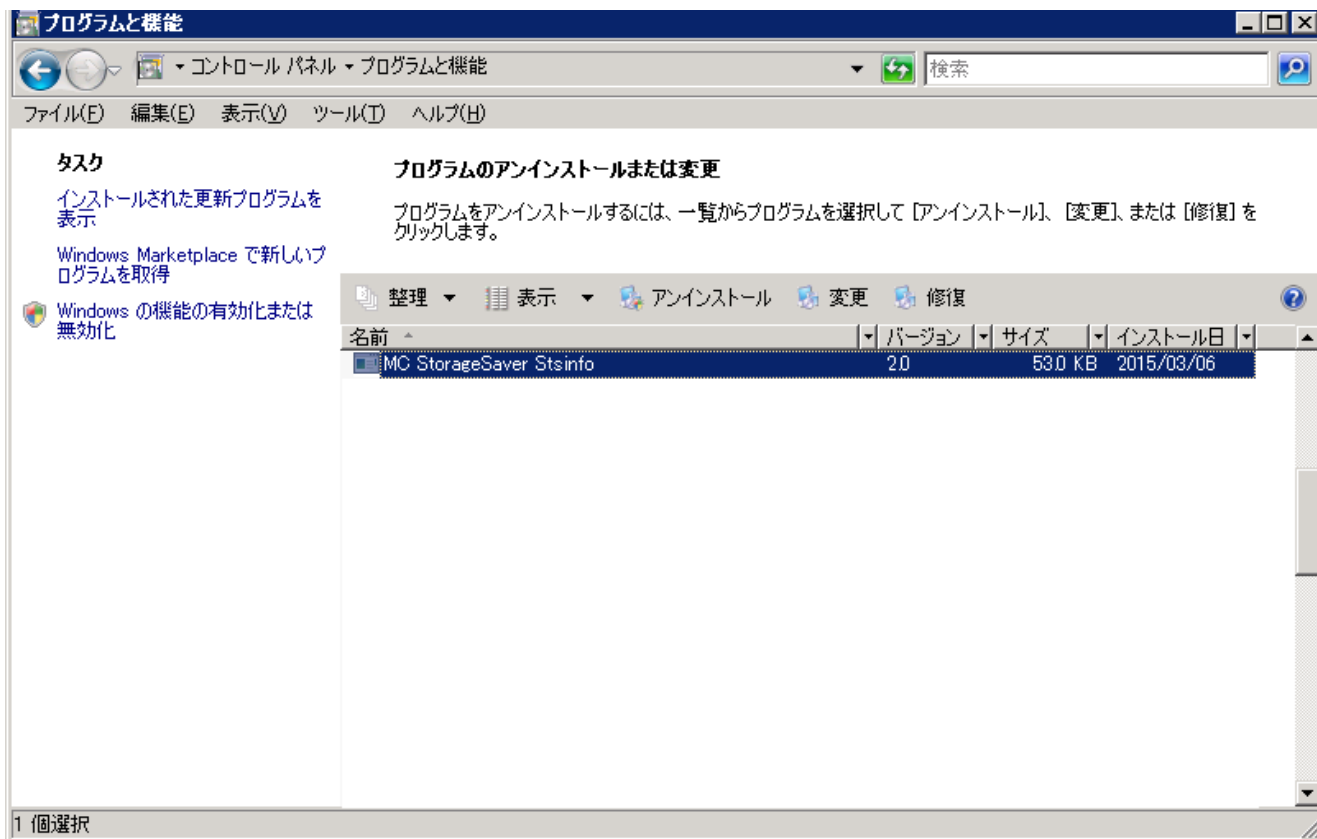 プログラムと機能
コントロール パネル ▾ プログラムと機能
検索
ファイル(F) 編集(E) 表示(V) ツール(T) ヘルプ(H)
タスク
インストールされた更新プログラムを
表示
Windows Marketplace で新しいプ
ログラムを取得
Windows の機能の有効化または
無効化
プログラムのアンインストールまたは変更
プログラムをアンインストールするには、一覧からプログラムを選択して [アンインストール]、[変更]、または [修復] を
クリックします。
整理 表示 アンインストール 変更 修復
名前 バージョン サイズ インストール日
MC StorageSaver Stsinfo 2.0 53.0 KB 2015/03/06
1 個選択